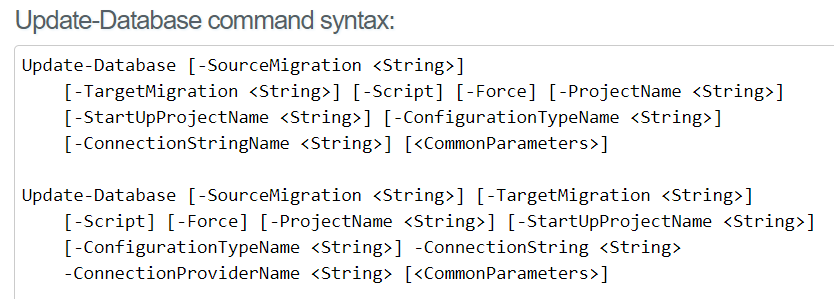 Update-Database command syntax:
Update-Database [-SourceMigration <String>]
[-TargetMigration <String>] [-Script] [-Force] [-ProjectName <String>]
[-StartUpProjectName <String>] [-ConfigurationTypeName <String>]
[-ConnectionStringName <String>] [<CommonParameters>]
Update-Database [-SourceMigration <String>] [-TargetMigration <String>]
[-Script] [-Force] [-ProjectName <String>] [-StartUpProjectName <String>]
[-ConfigurationTypeName <String>] -ConnectionString <String>
-ConnectionProviderName <String> [<CommonParameters>]